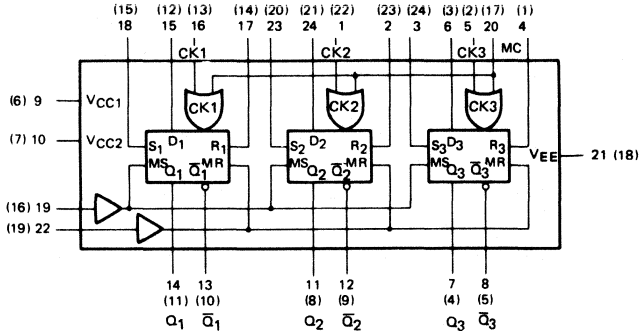 (15) (12) (13) (14) (20) (21) (22) (23) (24) (3) (2) (17) (1)
18 15 16 17 23 24 1 2 3 6 5 20 4
CK1 CK2 CK3 MC
(6) 9 VCC1 CK1 CK2 CK3
(7) 10 VCC2 S1 D1 R1 S2 D2 R2 S3 D3 R3 VEE 21 (18)
MS Q1 Q̅1 MR MS Q2 Q̅2 MR MS Q3 Q̅3 MR
(16) 19
(19) 22
14 13 11 12 7 8
(11) (10) (8) (9) (4) (5)
Q1 Q̅1 Q2 Q̅2 Q3 Q̅3